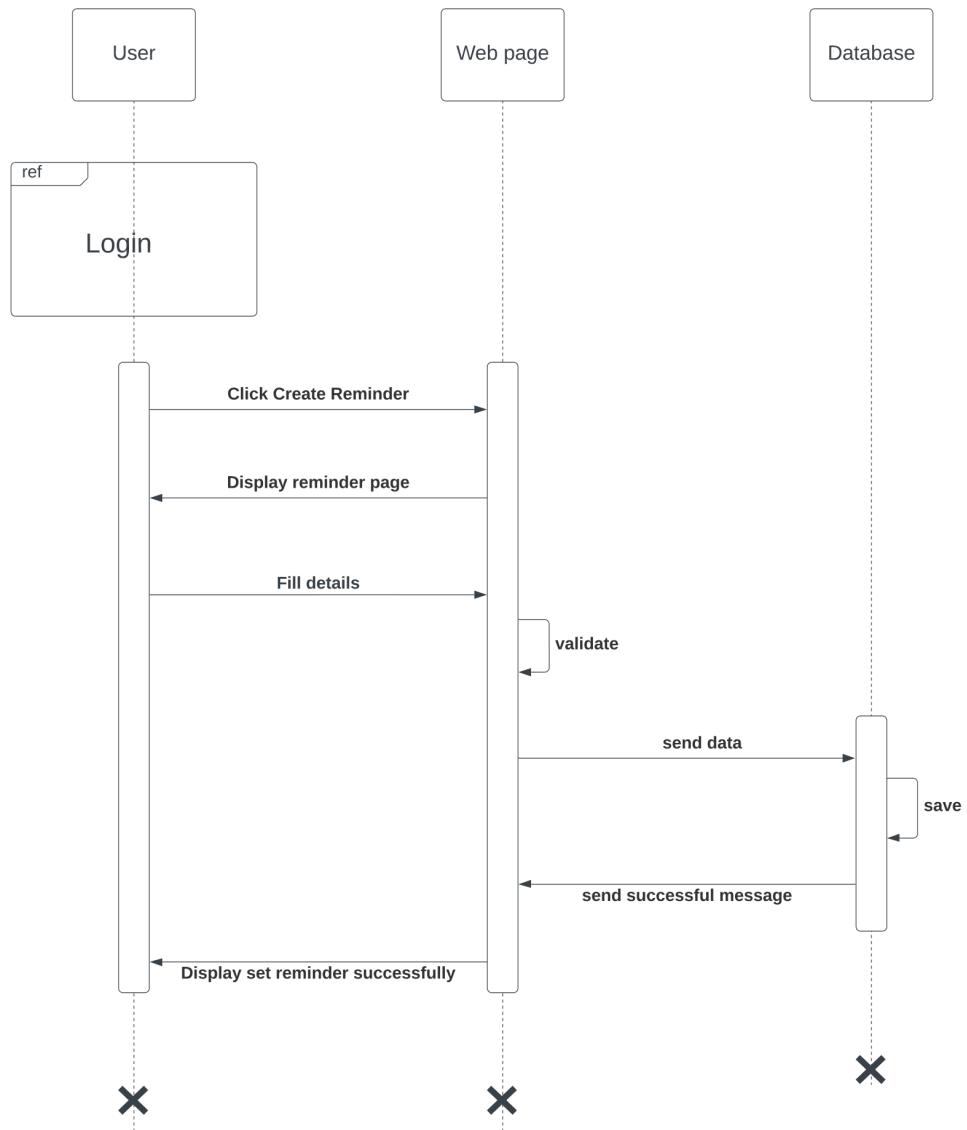 User
Web page
Database
ref
Login
Click Create Reminder
Display reminder page
Fill details
validate
send data
save
send successful message
Display set reminder successfully